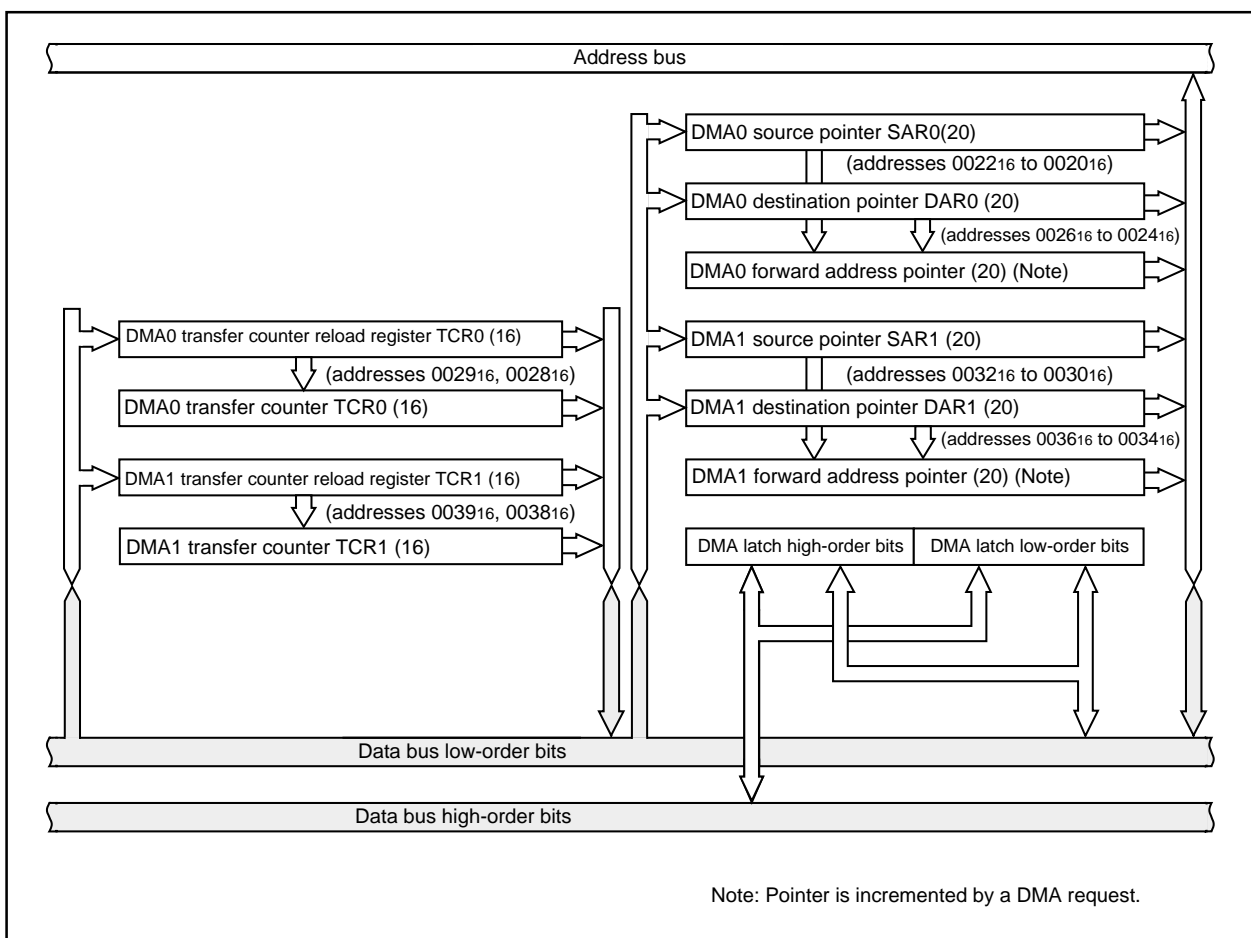 Address bus
DMA0 source pointer SAR0(20)
(addresses 002216 to 002016)
DMA0 destination pointer DAR0 (20)
(addresses 002616 to 002416)
DMA0 forward address pointer (20) (Note)
DMA0 transfer counter reload register TCR0 (16)
(addresses 002916, 002816)
DMA0 transfer counter TCR0 (16)
DMA1 transfer counter reload register TCR1 (16)
(addresses 003916, 003816)
DMA1 transfer counter TCR1 (16)
DMA1 source pointer SAR1 (20)
(addresses 003216 to 003016)
DMA1 destination pointer DAR1 (20)
(addresses 003616 to 003416)
DMA1 forward address pointer (20) (Note)
DMA latch high-order bits
DMA latch low-order bits
Data bus low-order bits
Data bus high-order bits
Note: Pointer is incremented by a DMA request.